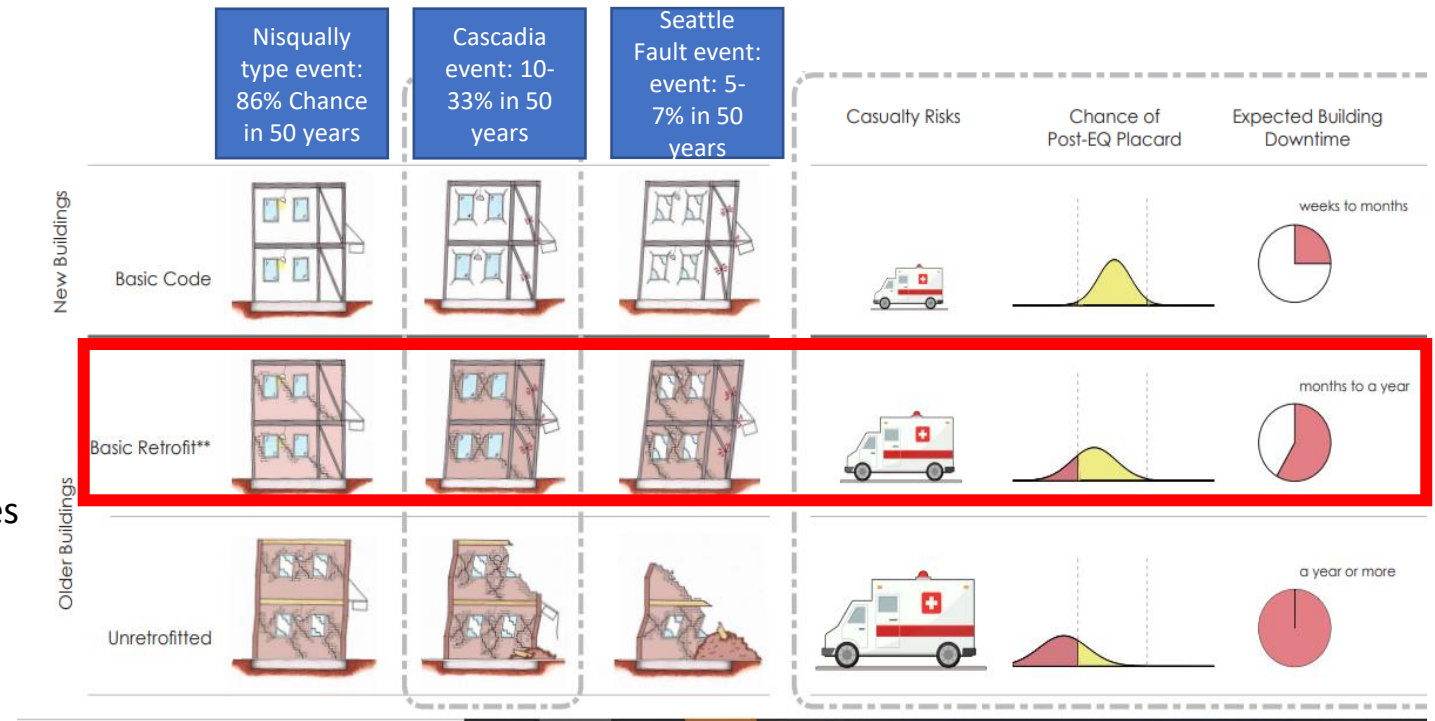 Nisqually
type event:
86% Chance
in 50 years
Cascadia
event: 10-
33% in 50
years
Seattle
Fault event:
event: 5-
7% in 50
years
Casualty Risks
Chance of
Post-EQ Placard
Expected Building
Downtime
New Buildings
Basic Code
weeks to months
Older Buildings
Basic Retrofit**
months to a year
es
Unretrofitted
a year or more